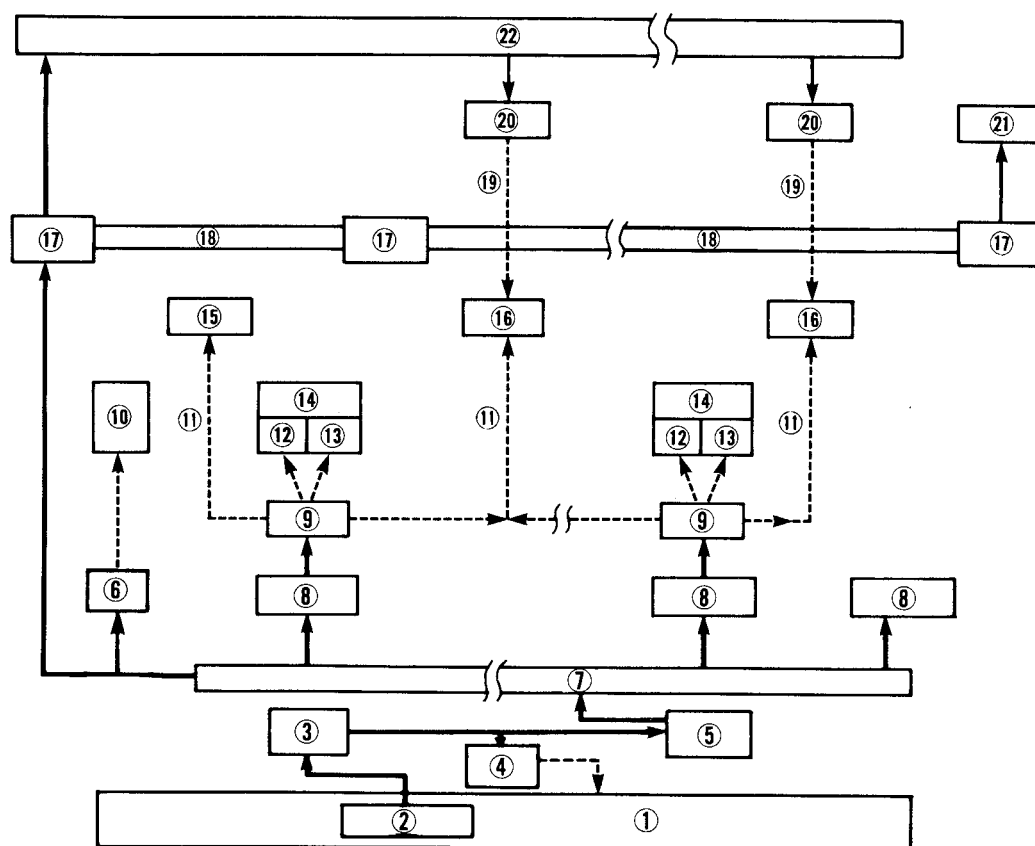 ㉒
⑳ ⑳ ㉑
⑲ ⑲
⑰ ⑱ ⑰ ⑱ ⑰
⑮ ⑯ ⑯
⑩ ⑪ ⑭ ⑪ ⑭ ⑪
⑫ ⑬ ⑫ ⑬
⑨ ⑨
⑥ ⑧ ⑧ ⑧
⑦
③ ⑤
④
② ①